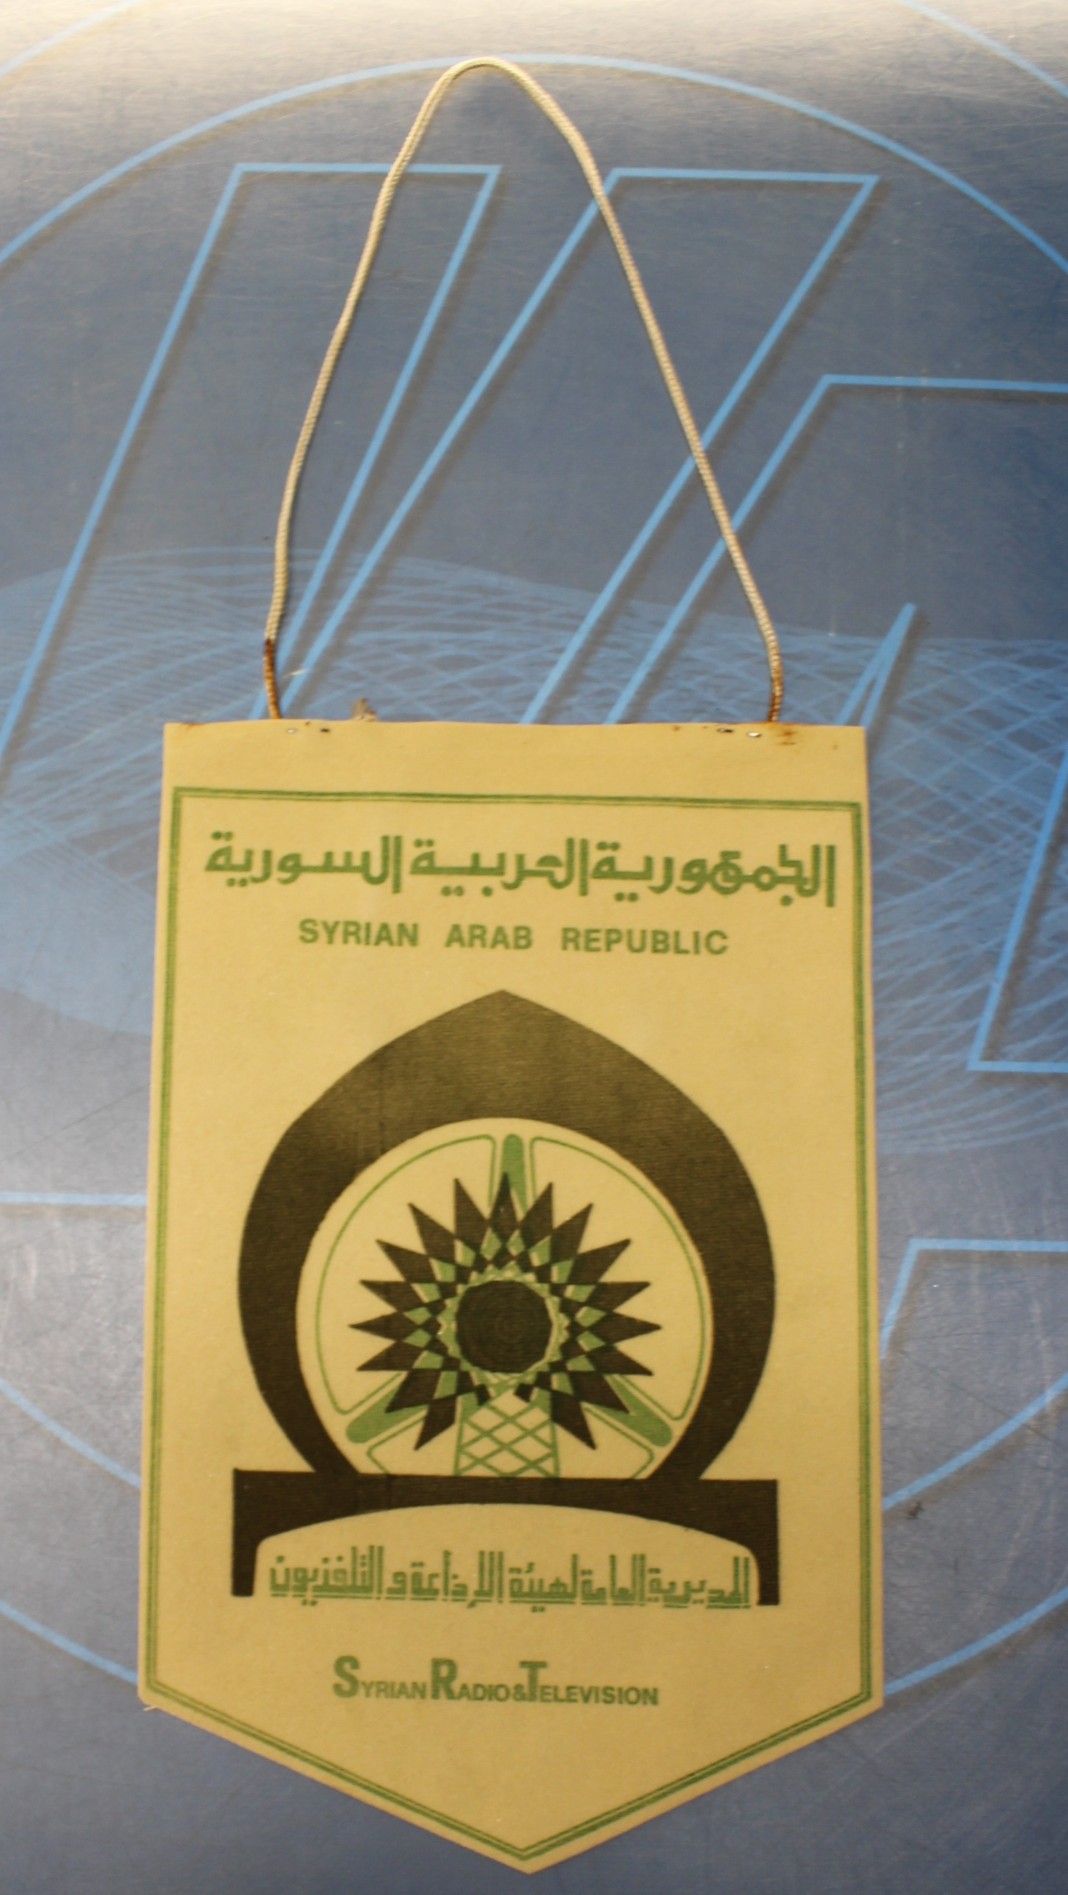 الجمهورية العربية السورية
SYRIAN ARAB REPUBLIC
المديرية العامة لهيئة الإذاعة والتلفزيون
SYRIAN RADIO & TELEVISION